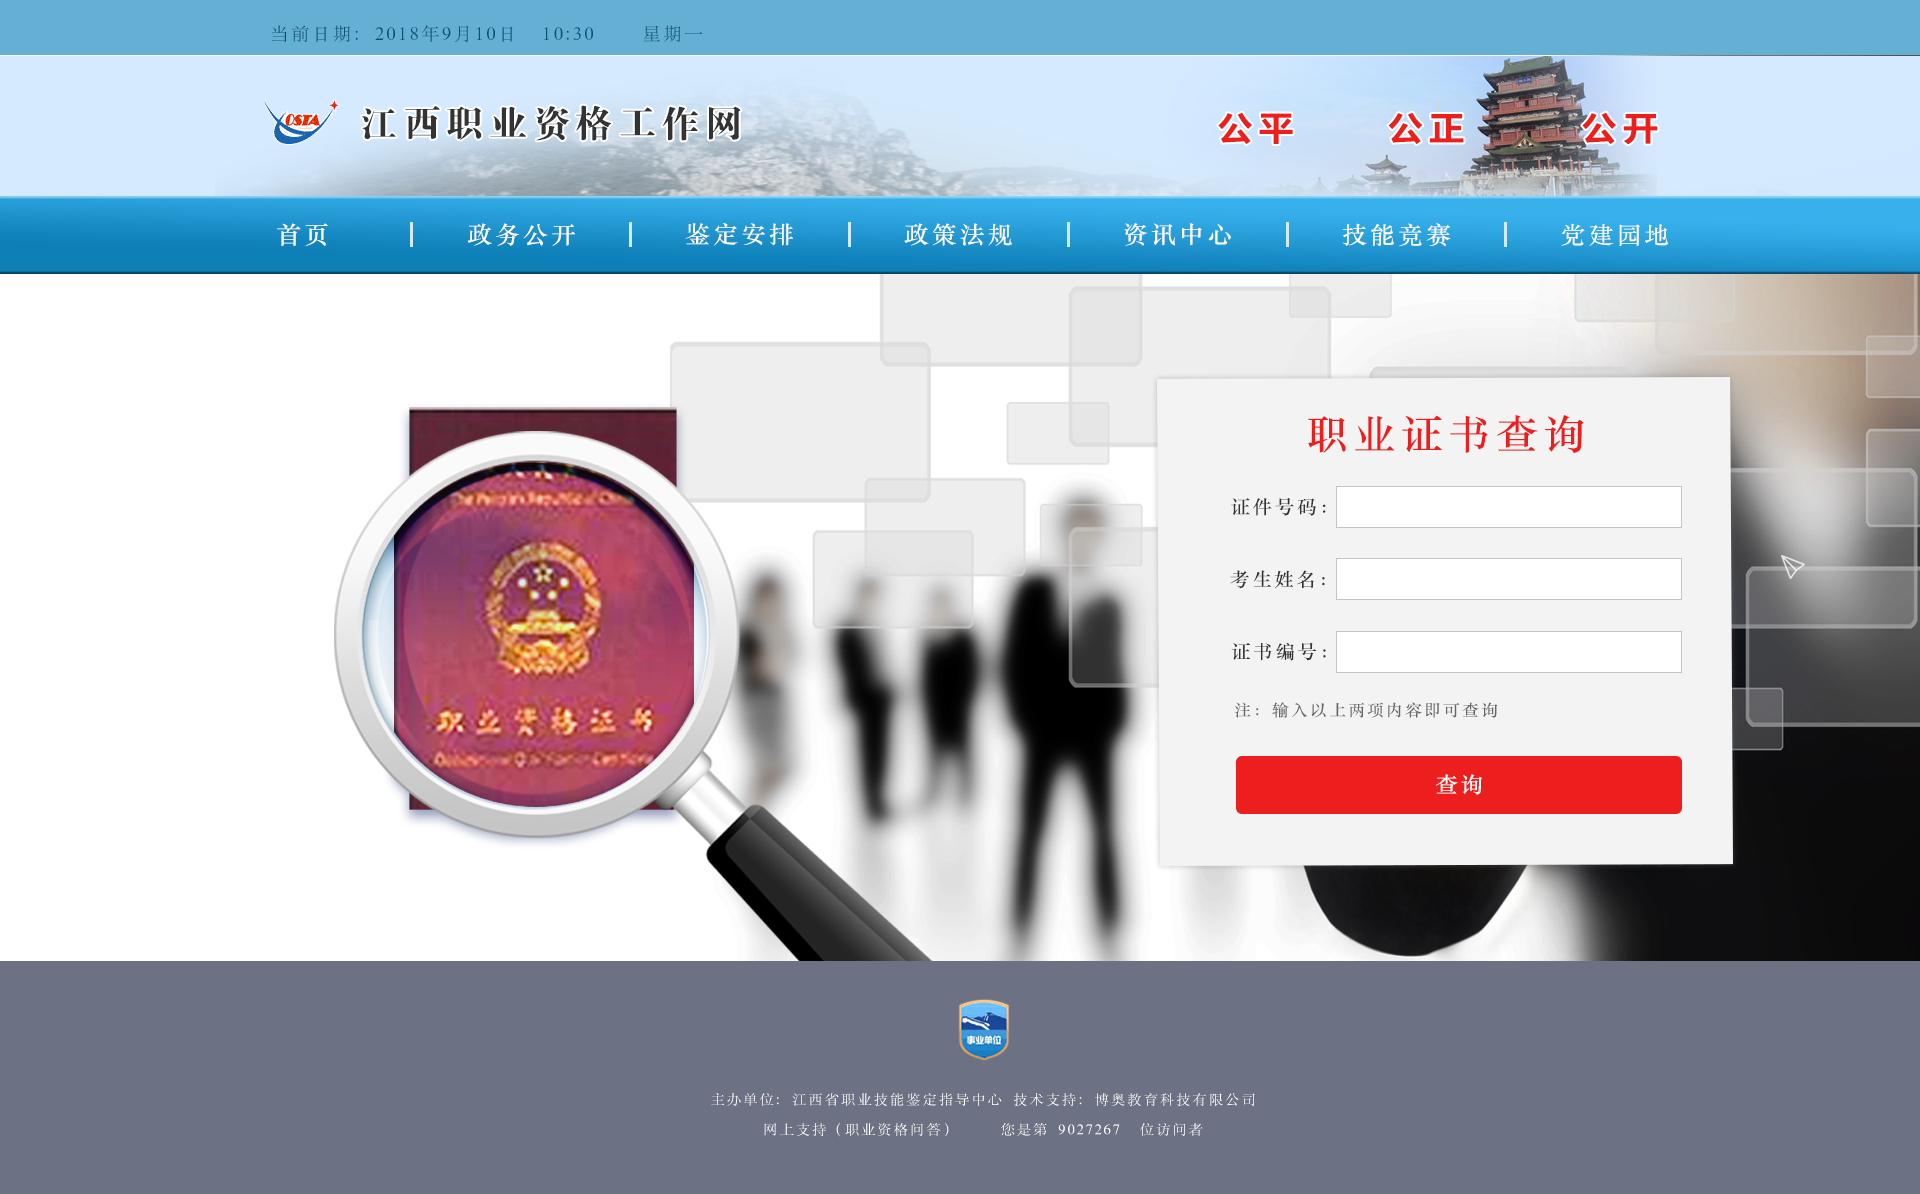 当前日期: 2018年9月10日 10:30 星期一
OSTA 江西职业资格工作网
公平 公正 公开
首页 政务公开 鉴定安排 政策法规 资讯中心 技能竞赛 党建园地
The People's Republic of China
职业资格证书
职业证书查询
证件号码:
考生姓名:
证书编号:
注: 输入以上两项内容即可查询
查询
事业单位
主办单位: 江西省职业技能鉴定指导中心 技术支持: 博奥教育科技有限公司
网上支持(职业资格问答) 您是第 9027267 位访问者